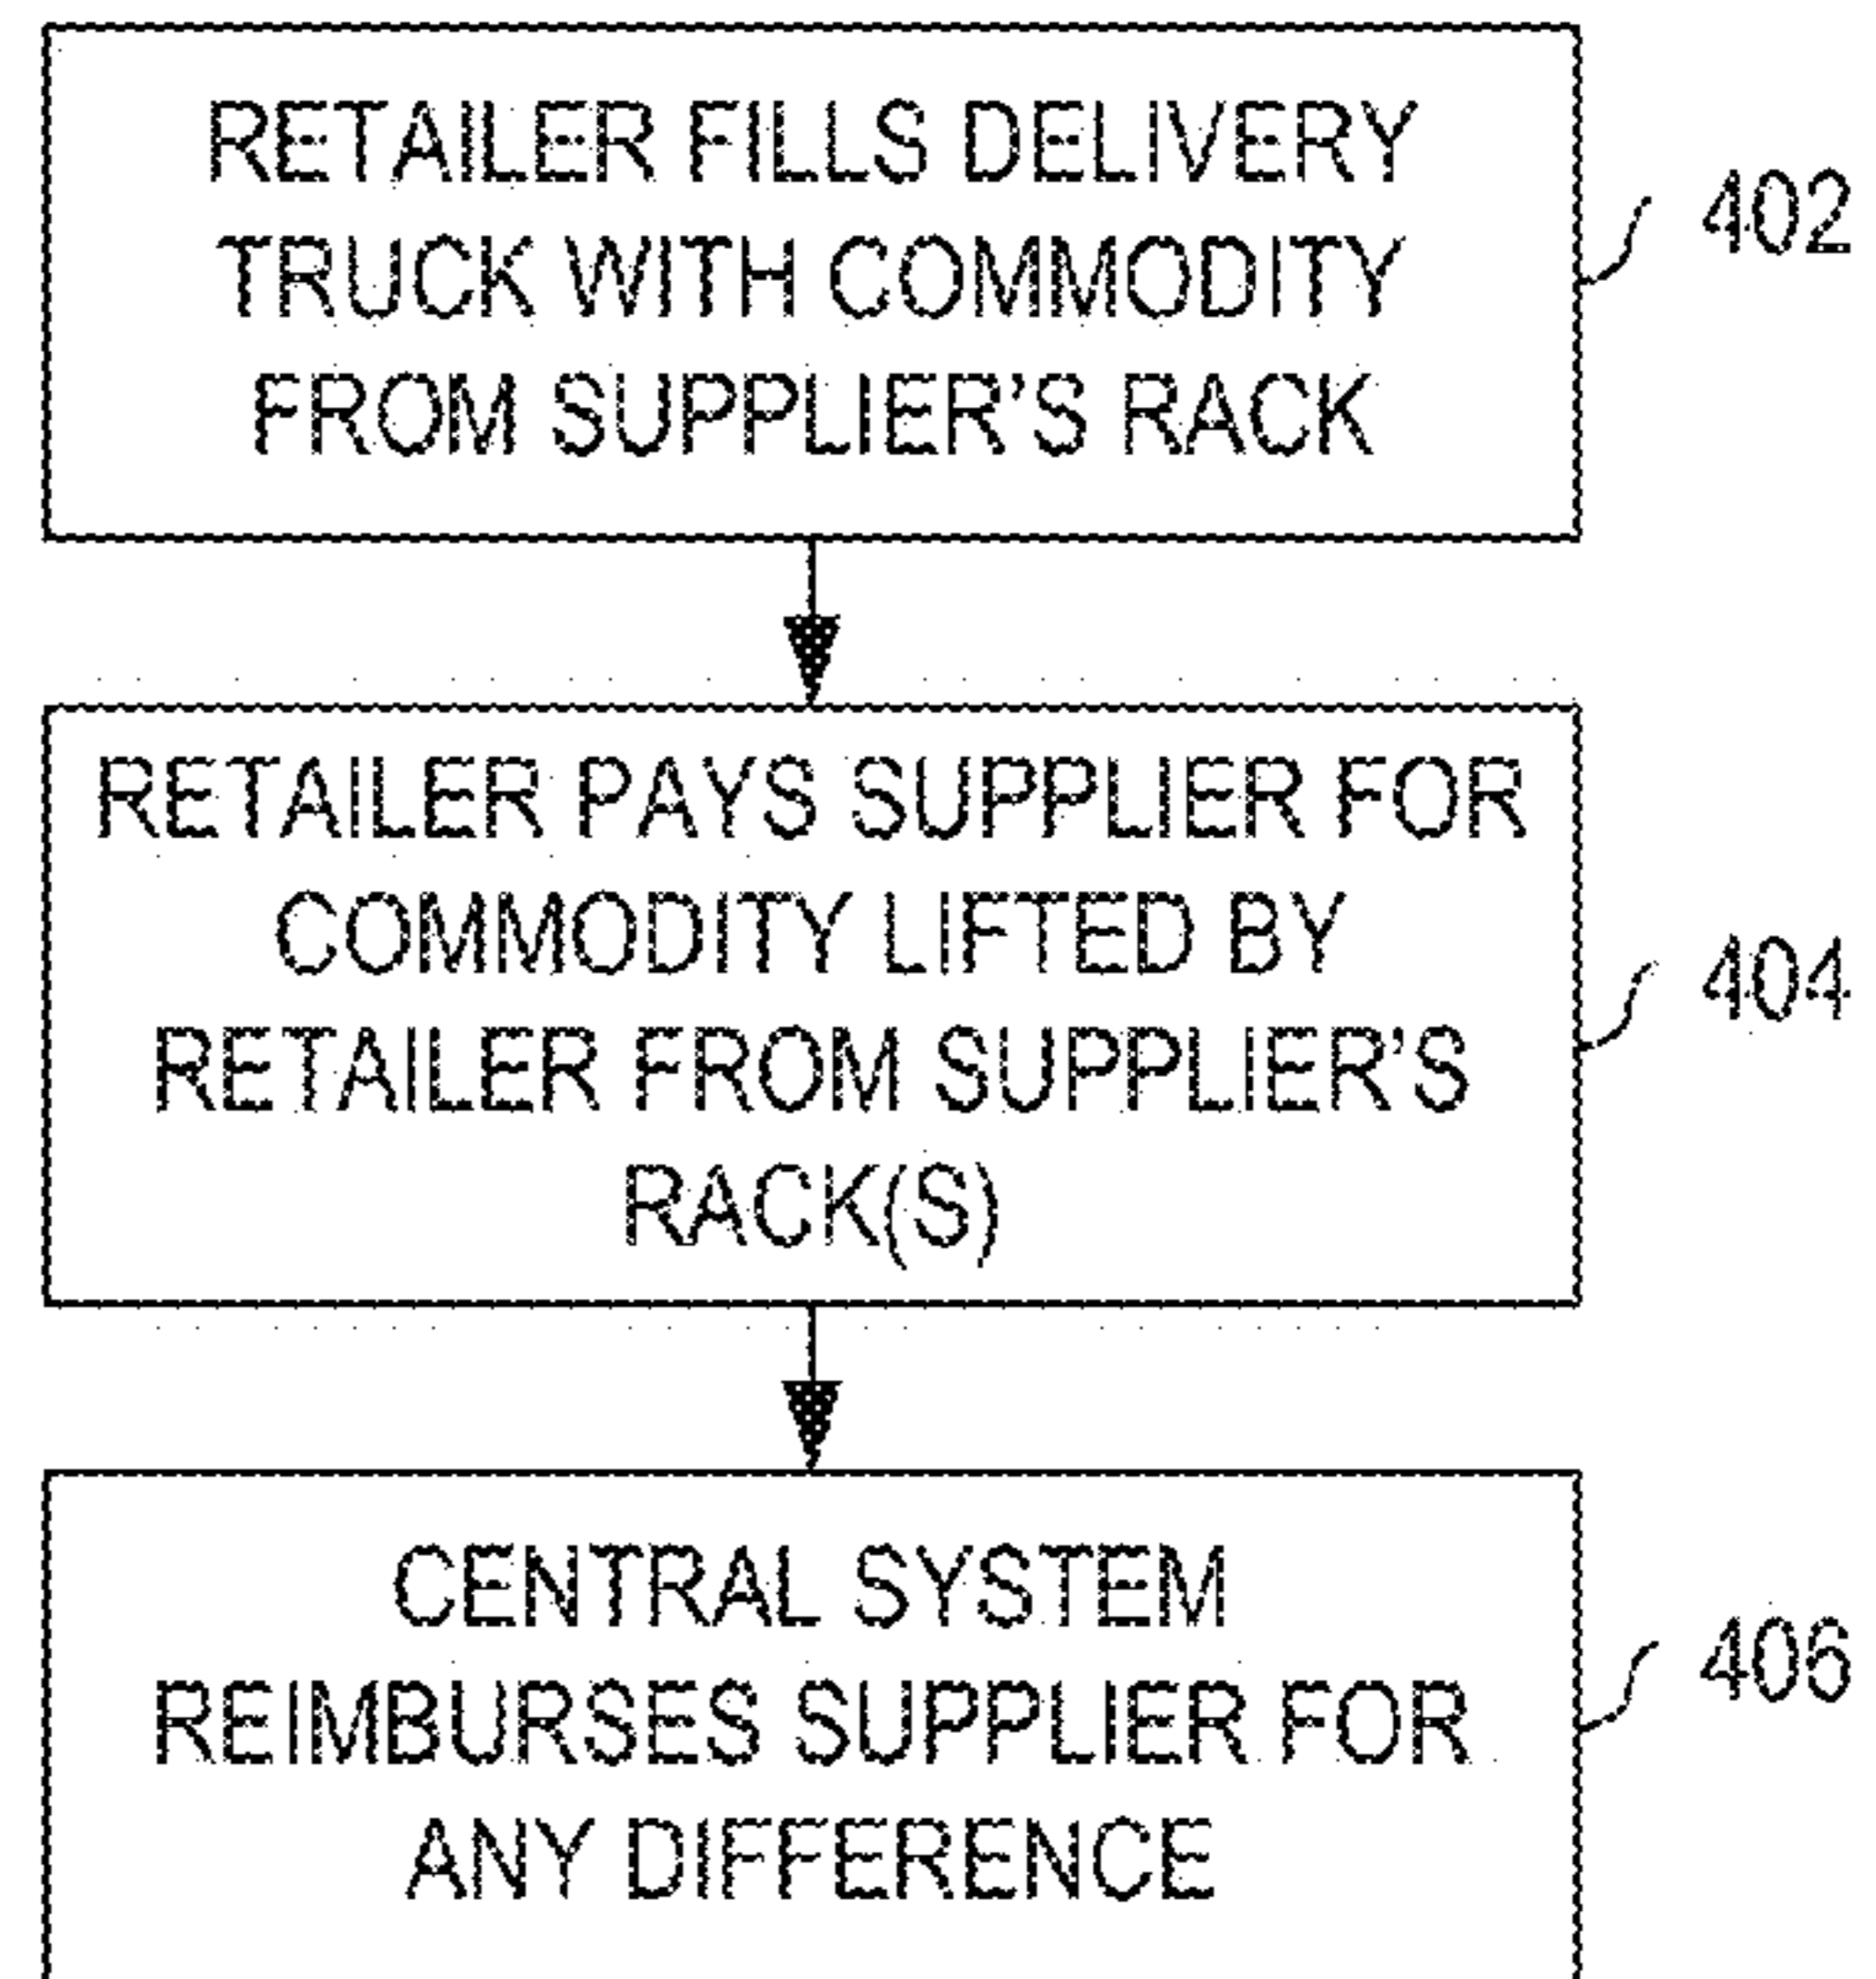 RETAILER FILLS DELIVERY
TRUCK WITH COMMODITY
FROM SUPPLIER'S RACK
402
RETAILER PAYS SUPPLIER FOR
COMMODITY LIFTED BY
RETAILER FROM SUPPLIER'S
RACK(S)
404
CENTRAL SYSTEM
REIMBURSES SUPPLIER FOR
ANY DIFFERENCE
406